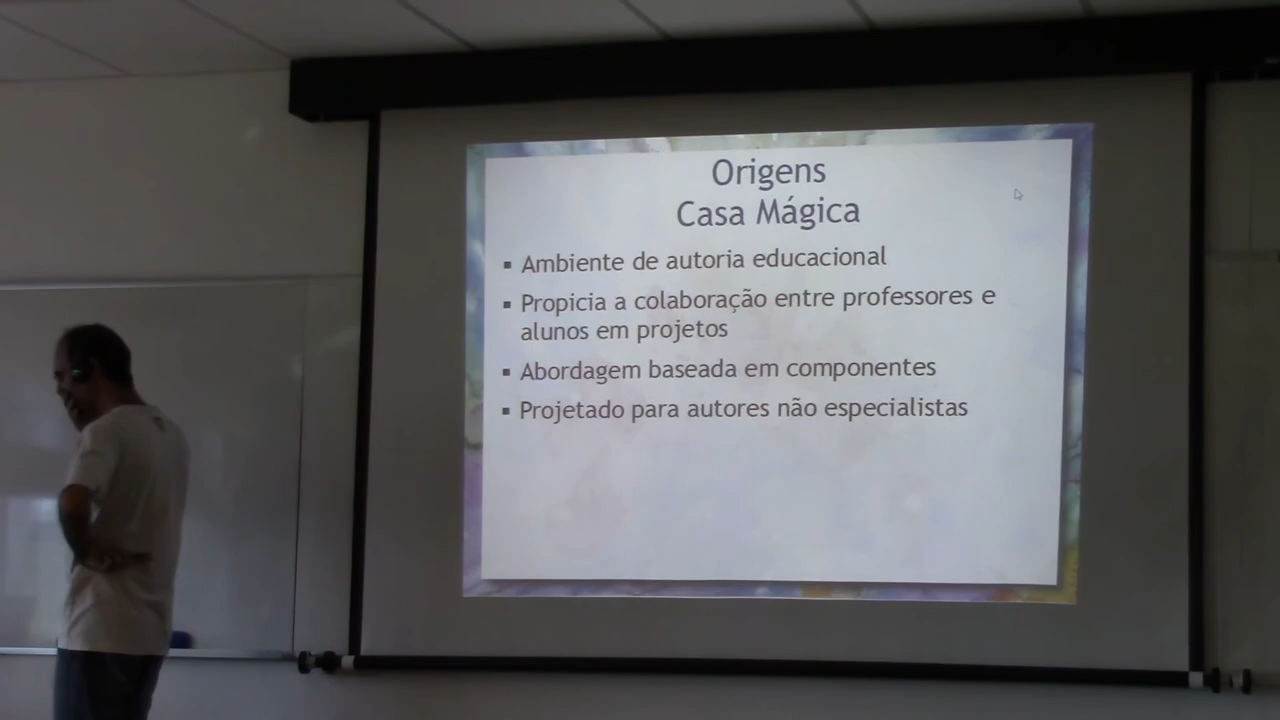 Origens
Casa Mágica
▪ Ambiente de autoria educacional
▪ Propicia a colaboração entre professores e
alunos em projetos
▪ Abordagem baseada em componentes
▪ Projetado para autores não especialistas